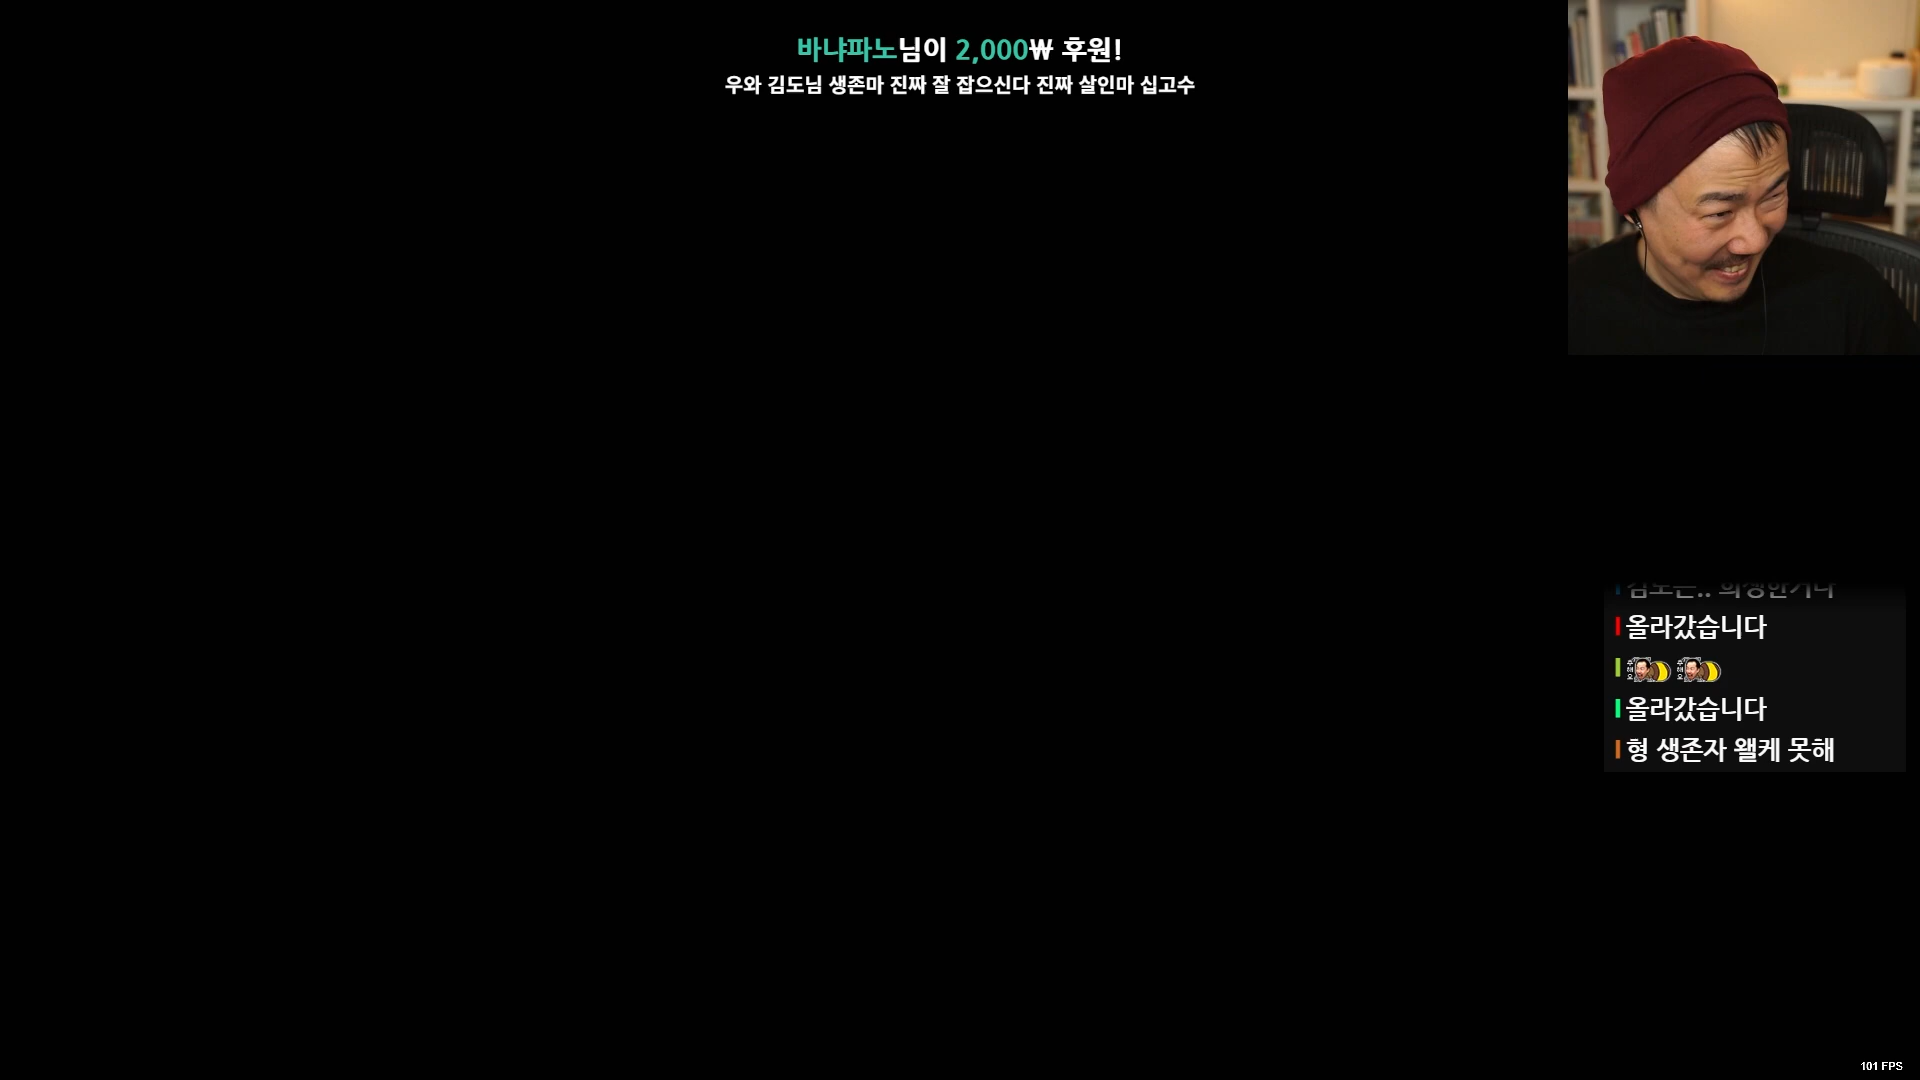 바냐파노님이 2,000₩ 후원!
우와 김도님 생존마 진짜 잘 잡으신다 진짜 살인마 십고수
올라갔습니다
올라갔습니다
형 생존자 왤케 못해
101 FPS